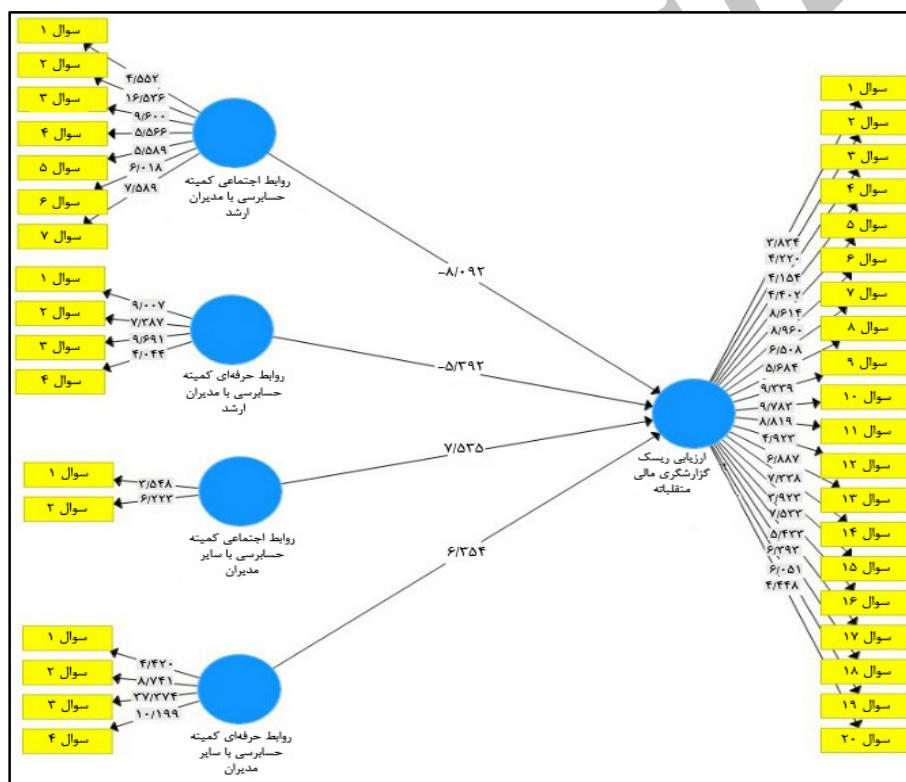 سوال ۱
سوال ۲
سوال ۳
سوال ۴
سوال ۵
سوال ۶
سوال ۷
۴/۵۵۲
۱۶/۵۳۶
۹/۶۰۰
۵/۵۶۶
۵/۵۸۹
۶/۰۱۸
۷/۵۸۹
روابط اجتماعی کمیته
حسابرسی با مدیران
ارشد
-۸/۰۹۲
سوال ۱
سوال ۲
سوال ۳
سوال ۴
۹/۰۰۷
۷/۳۸۷
۹/۶۹۱
۴/۰۴۴
روابط حرفه‌ای کمیته
حسابرسی با مدیران
ارشد
-۵/۳۹۲
سوال ۱
سوال ۲
۳/۵۴۸
۶/۲۲۳
روابط اجتماعی کمیته
حسابرسی با سایر
مدیران
۷/۵۳۵
سوال ۱
سوال ۲
سوال ۳
سوال ۴
۴/۴۲۰
۸/۷۴۱
۳۷/۳۷۴
۱۰/۱۹۹
روابط حرفه‌ای کمیته
حسابرسی با سایر
مدیران
۶/۳۵۴
ارزیابی ریسک
گزارشگری مالی
متقلبانه
۳/۸۳۴
۴/۲۲۰
۴/۱۵۴
۴/۴۰۲
۸/۶۱۴
۸/۹۶۰
۶/۵۰۸
۵/۶۸۴
۹/۳۳۹
۹/۷۸۳
۸/۸۱۹
۴/۹۲۳
۶/۸۸۷
۷/۳۳۸
۳/۹۲۳
۷/۵۳۳
۵/۴۳۳
۶/۳۹۳
۶/۰۵۱
۴/۴۴۸
سوال ۱
سوال ۲
سوال ۳
سوال ۴
سوال ۵
سوال ۶
سوال ۷
سوال ۸
سوال ۹
سوال ۱۰
سوال ۱۱
سوال ۱۲
سوال ۱۳
سوال ۱۴
سوال ۱۵
سوال ۱۶
سوال ۱۷
سوال ۱۸
سوال ۱۹
سوال ۲۰